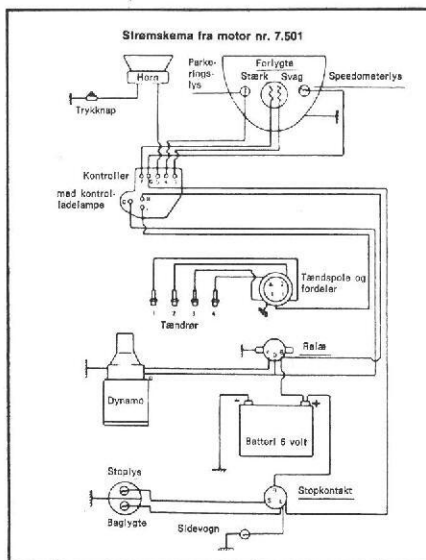 Strømskema fra motor nr. 7.501
Horn
Trykknap
Parke-
rings-
lys
Forlygte
Stærk Svag
Speedometerlys
Kontroller
med kontrol-
ladelampe
Tændspole og
fordeler
1 2 3 4
Tændrør
Relæ
Dynamo
- +
Batteri 6 volt
Stoplys
Baglygte
Stopkontakt
Sidevogn